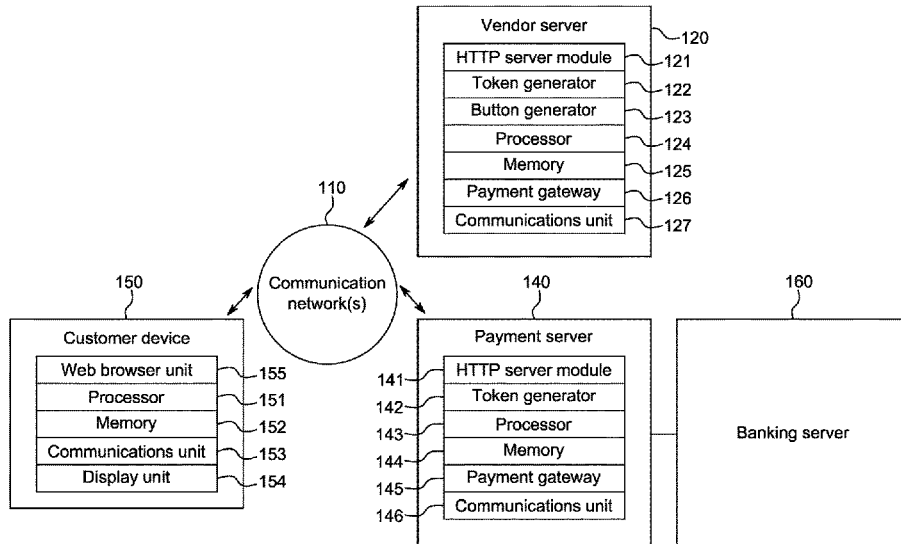 Vendor server
120
HTTP server module
121
Token generator
122
Button generator
123
Processor
124
Memory
125
Payment gateway
126
Communications unit
127
110
Communication
network(s)
150
Customer device
Web browser unit
155
Processor
151
Memory
152
Communications unit
153
Display unit
154
140
Payment server
141
HTTP server module
142
Token generator
143
Processor
144
Memory
145
Payment gateway
146
Communications unit
160
Banking server